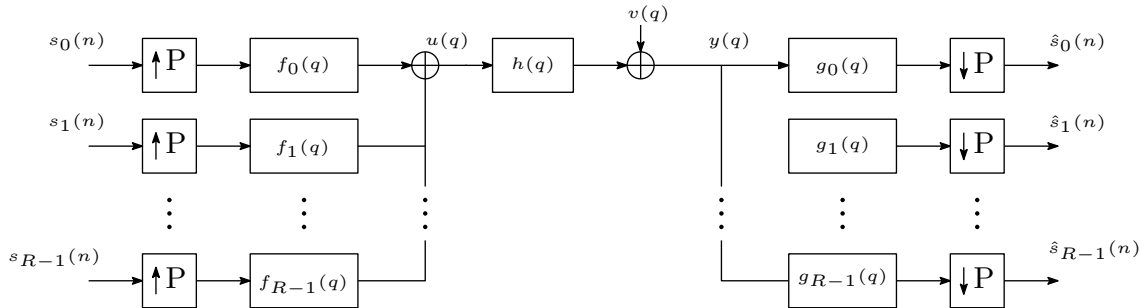 v(q)
s_0(n) ↑P f_0(q) u(q) h(q) y(q) g_0(q) ↓P ŝ_0(n)
s_1(n) ↑P f_1(q) g_1(q) ↓P ŝ_1(n)
s_{R−1}(n) ↑P f_{R−1}(q) g_{R−1}(q) ↓P ŝ_{R−1}(n)